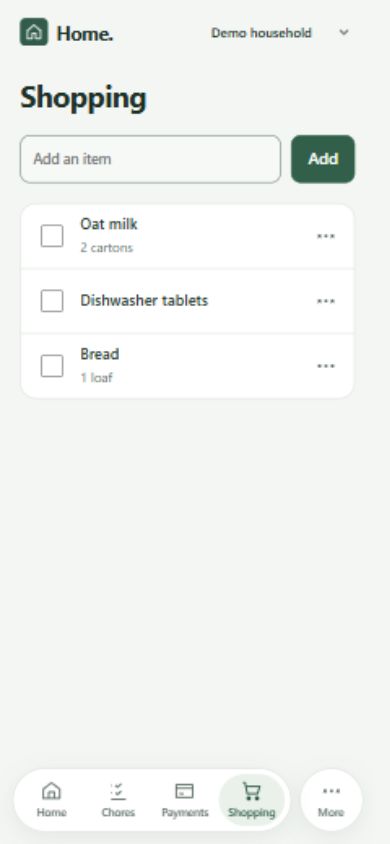 Home.
Demo household
Shopping
Add an item
Add
Oat milk
2 cartons
Dishwasher tablets
Bread
1 loaf
Home
Chores
Payments
Shopping
More